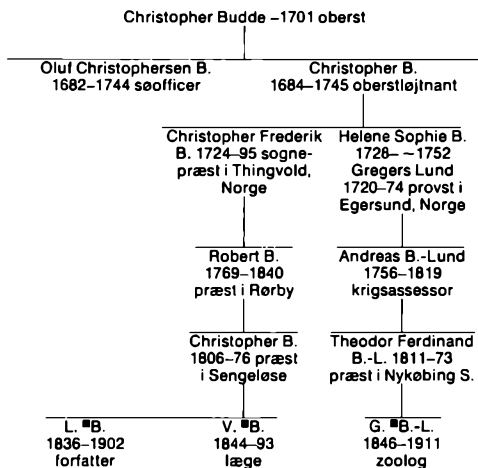 Christopher Budde –1701 oberst
Oluf Christophersen B.
1682–1744 søofficer
Christopher B.
1684–1745 oberstløjtnant
Christopher Frederik
B. 1724–95 sogne-
præst i Thingvold,
Norge
Helene Sophie B.
1728– ~1752
Gregers Lund
1720–74 provst i
Egersund, Norge
Robert B.
1769–1840
præst i Rørby
Andreas B.-Lund
1756–1819
krigsassessor
Christopher B.
1806–76 præst
i Sengeløse
Theodor Ferdinand
B.-L. 1811–73
præst i Nykøbing S.
L. ■B.
1836–1902
forfatter
V. ■B.
1844–93
læge
G. ■B.-L.
1846–1911
zoolog